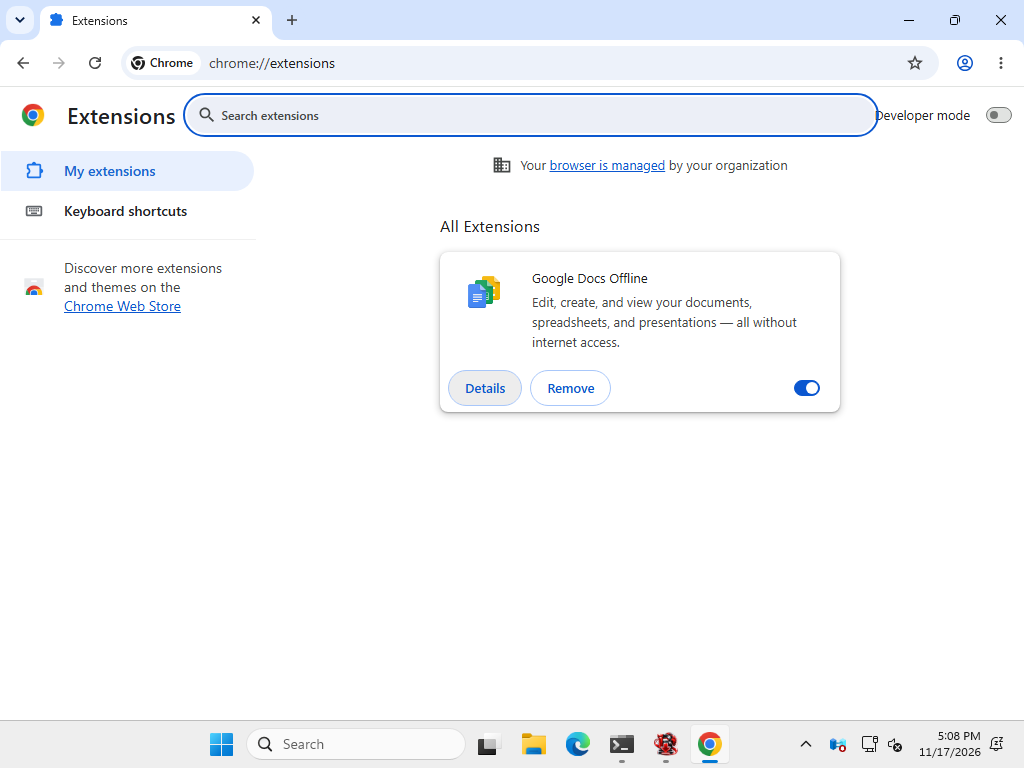 Extensions
Chrome
chrome://extensions
Extensions
Search extensions
Developer mode
My extensions
Keyboard shortcuts
Discover more extensions
and themes on the
Chrome Web Store
Your browser is managed by your organization
All Extensions
Google Docs Offline
Edit, create, and view your documents,
spreadsheets, and presentations — all without
internet access.
Details
Remove
Search
5:08 PM
11/17/2026